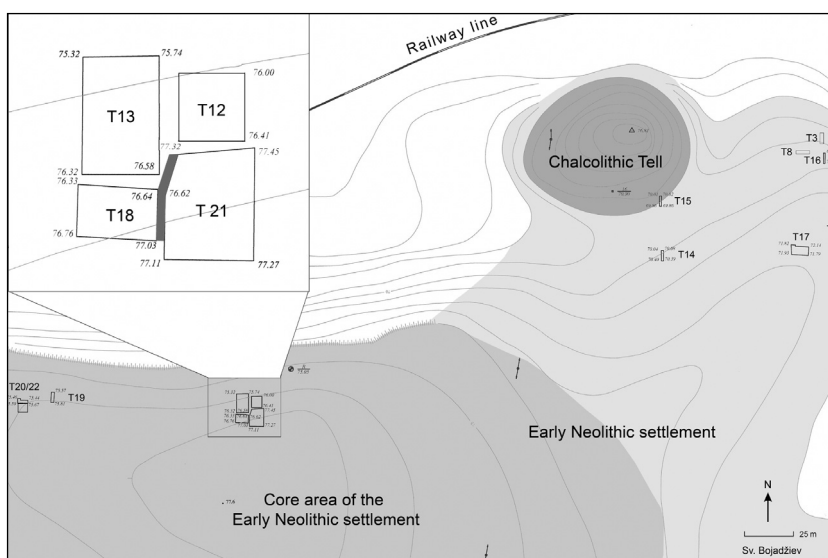 Railway line
75.32
75.74
76.00
T13
T12
76.41
77.32
77.45
76.32
76.58
76.33
76.64
76.62
T18
T 21
76.76
77.03
77.11
77.27
Chalcolithic Tell
T3
T8
T16
T15
T17
T14
T20/22
T19
Early Neolithic settlement
Core area of the
Early Neolithic settlement
N
25 m
Sv. Bojadžiev